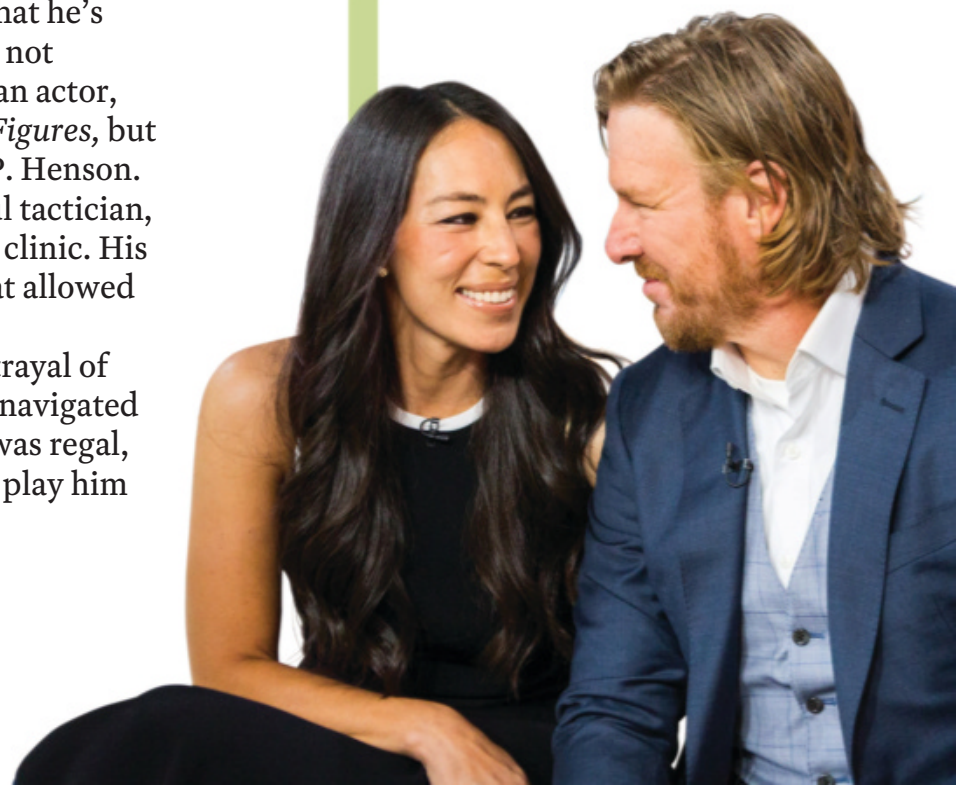 hat he's
not
an actor,
Figures, but
P. Henson.
l tactician,
clinic. His
at allowed
rayal of
navigated
was regal,
play him